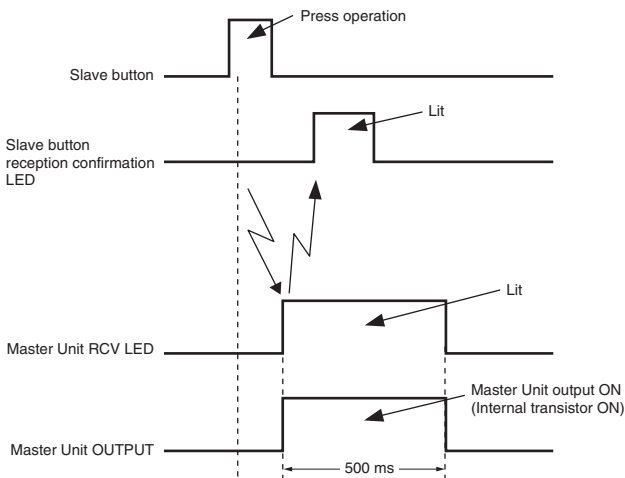 Press operation
Slave button
Lit
Slave button
reception confirmation
LED
Lit
Master Unit RCV LED
Master Unit output ON
(Internal transistor ON)
Master Unit OUTPUT
500 ms